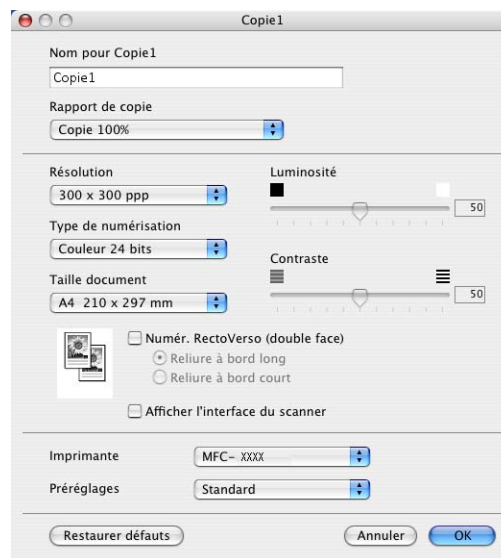 Copie1
Nom pour Copie1
Copie1
Rapport de copie
Copie 100%
Résolution
300 x 300 ppp
Luminosité
50
Type de numérisation
Couleur 24 bits
Contraste
50
Taille document
A4 210 x 297 mm
Numér. RectoVerso (double face)
Reliure à bord long
Reliure à bord court
Afficher l'interface du scanner
Imprimante
MFC- XXXX
Préréglages
Standard
Restaurer défauts
Annuler
OK